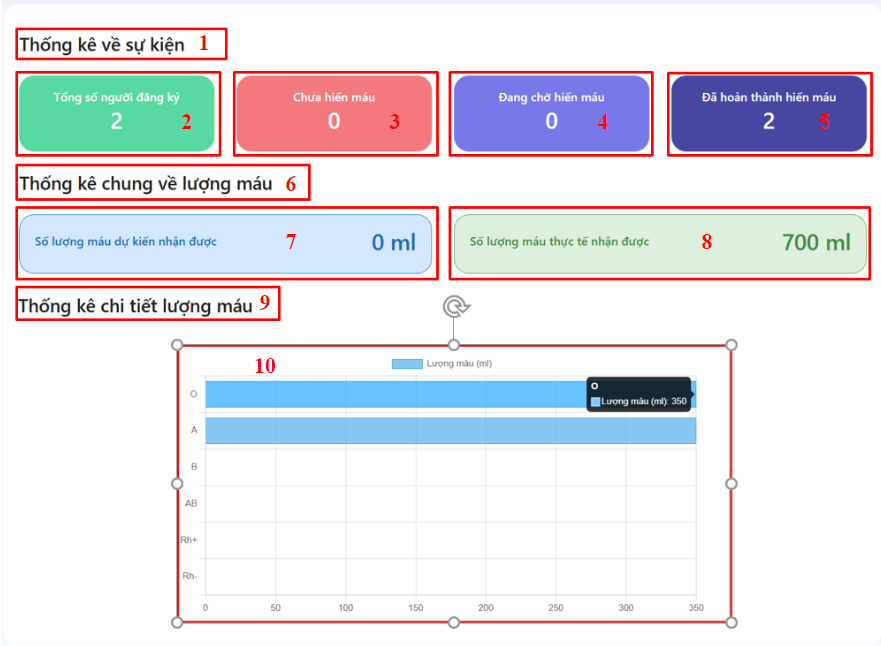 Thống kê về sự kiện 1
Tổng số người đăng ký
2 2
Chưa hiến máu
0 3
Đang chờ hiến máu
0 4
Đã hoàn thành hiến máu
2 5
Thống kê chung về lượng máu 6
Số lượng máu dự kiến nhận được 7 0 ml
Số lượng máu thực tế nhận được 8 700 ml
Thống kê chi tiết lượng máu 9
10
Lượng máu (ml)
O
O
Lượng máu (ml): 350
A
B
AB
Rh+
Rh-
0 50 100 150 200 250 300 350